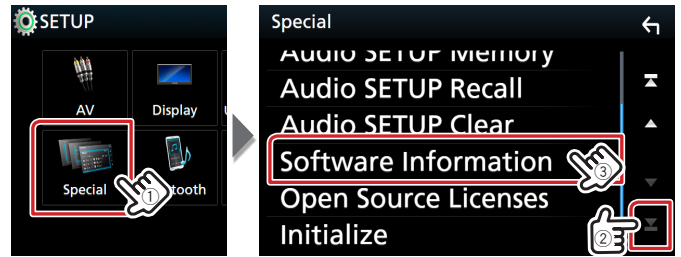 SETUP
AV
Display
Special
tooth
①
Special
Audio SETUP Memory
Audio SETUP Recall
Audio SETUP Clear
Software Information
③
Open Source Licenses
②
Initialize